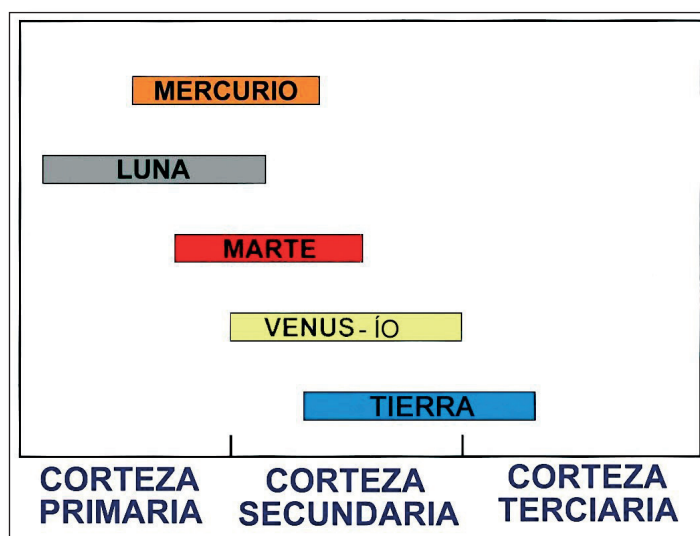 MERCURIO
LUNA
MARTE
VENUS - ÍO
TIERRA
CORTEZA
PRIMARIA
CORTEZA
SECUNDARIA
CORTEZA
TERCIARIA